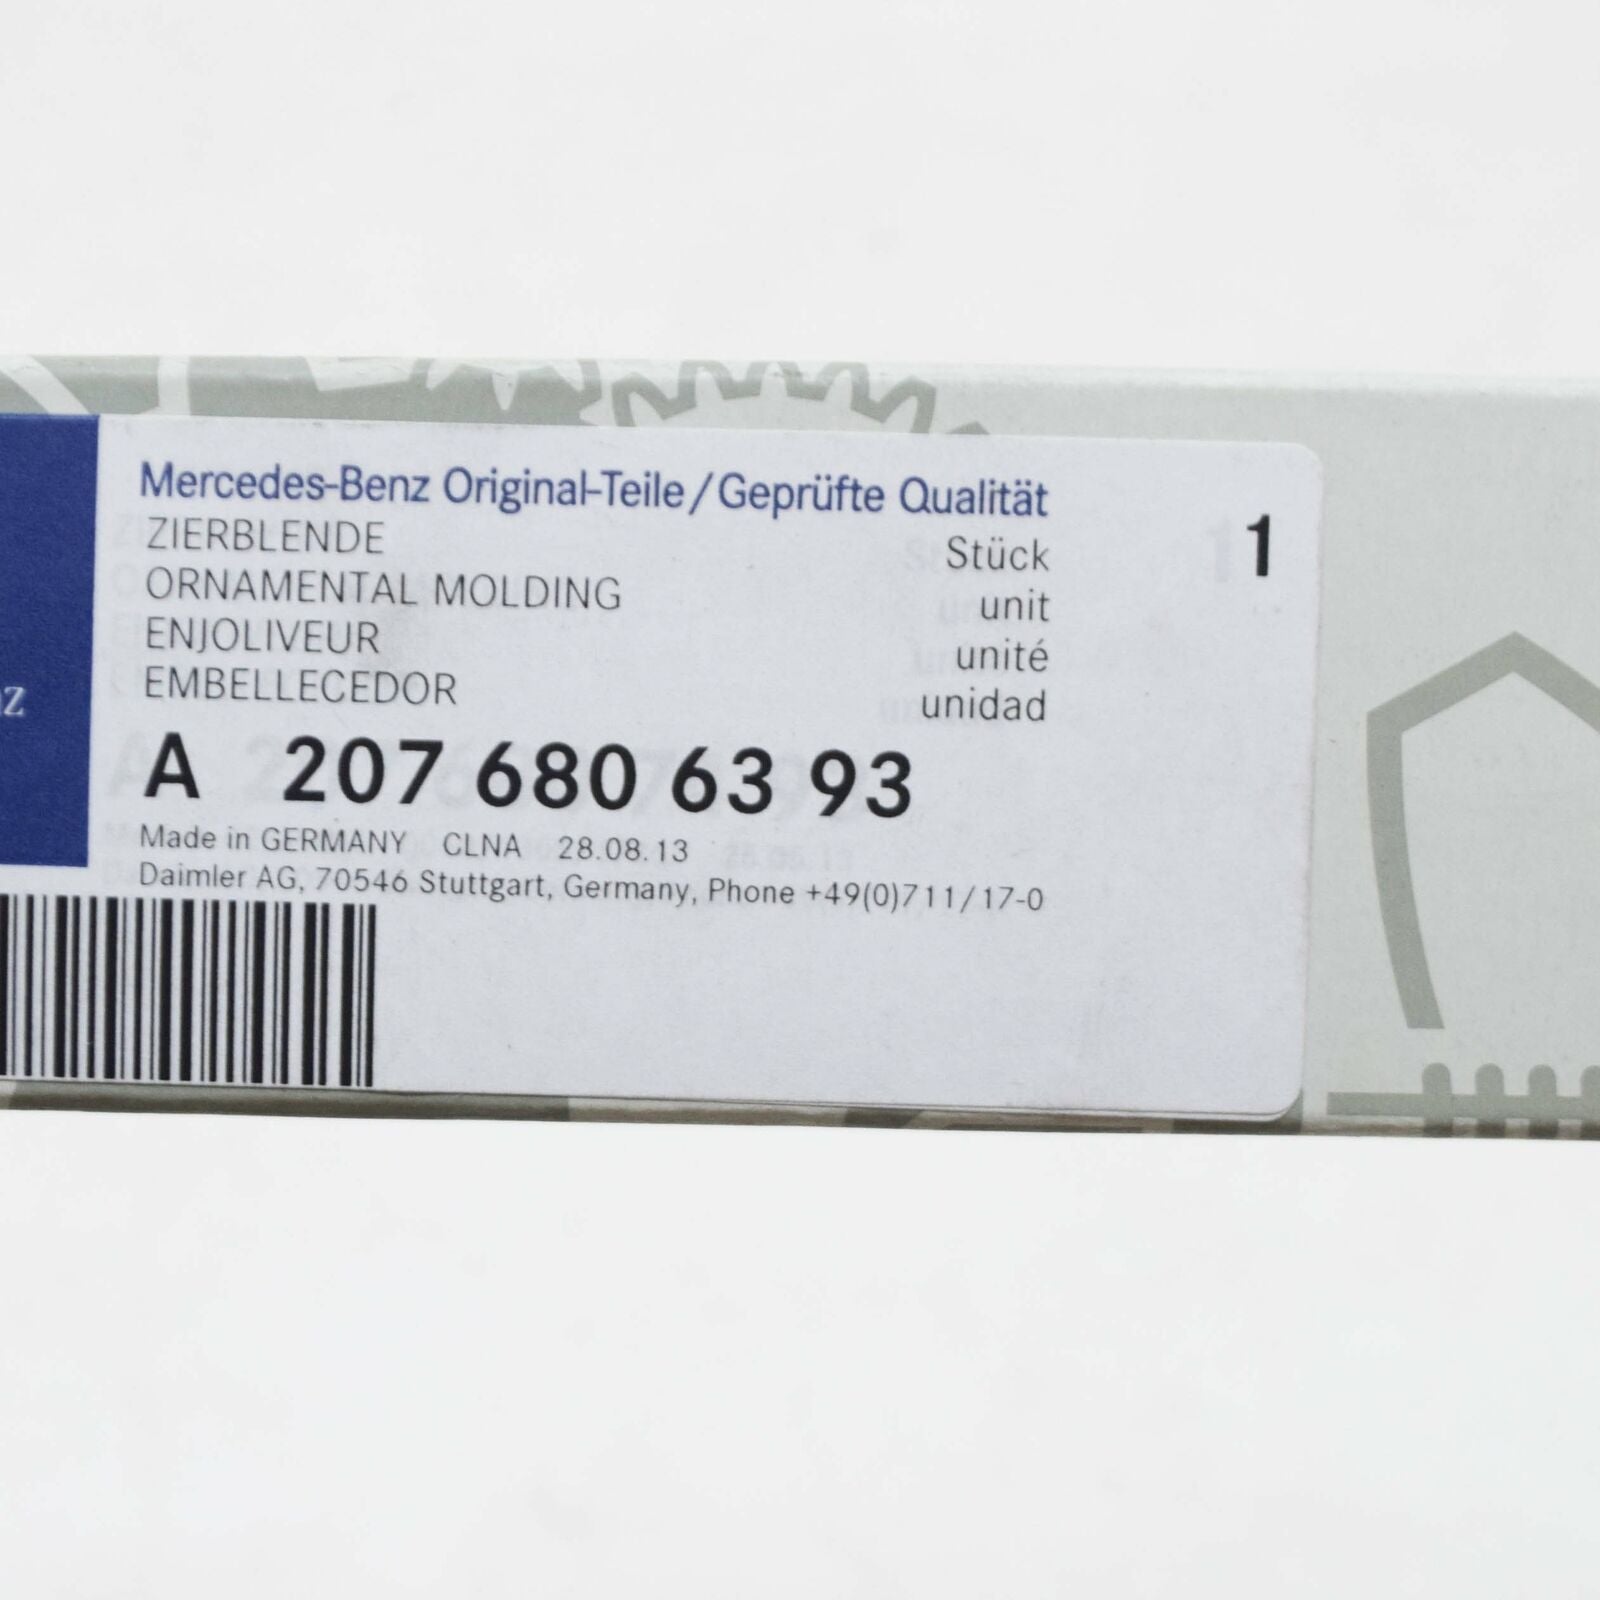 Mercedes-Benz Original-Teile/Geprüfte Qualität
ZIERBLENDE Stück 1
ORNAMENTAL MOLDING unit
ENJOLIVEUR unité
EMBELLECEDOR unidad
A 207 680 63 93
Made in GERMANY CLNA 28.08.13
Daimler AG, 70546 Stuttgart, Germany, Phone +49(0)711/17-0